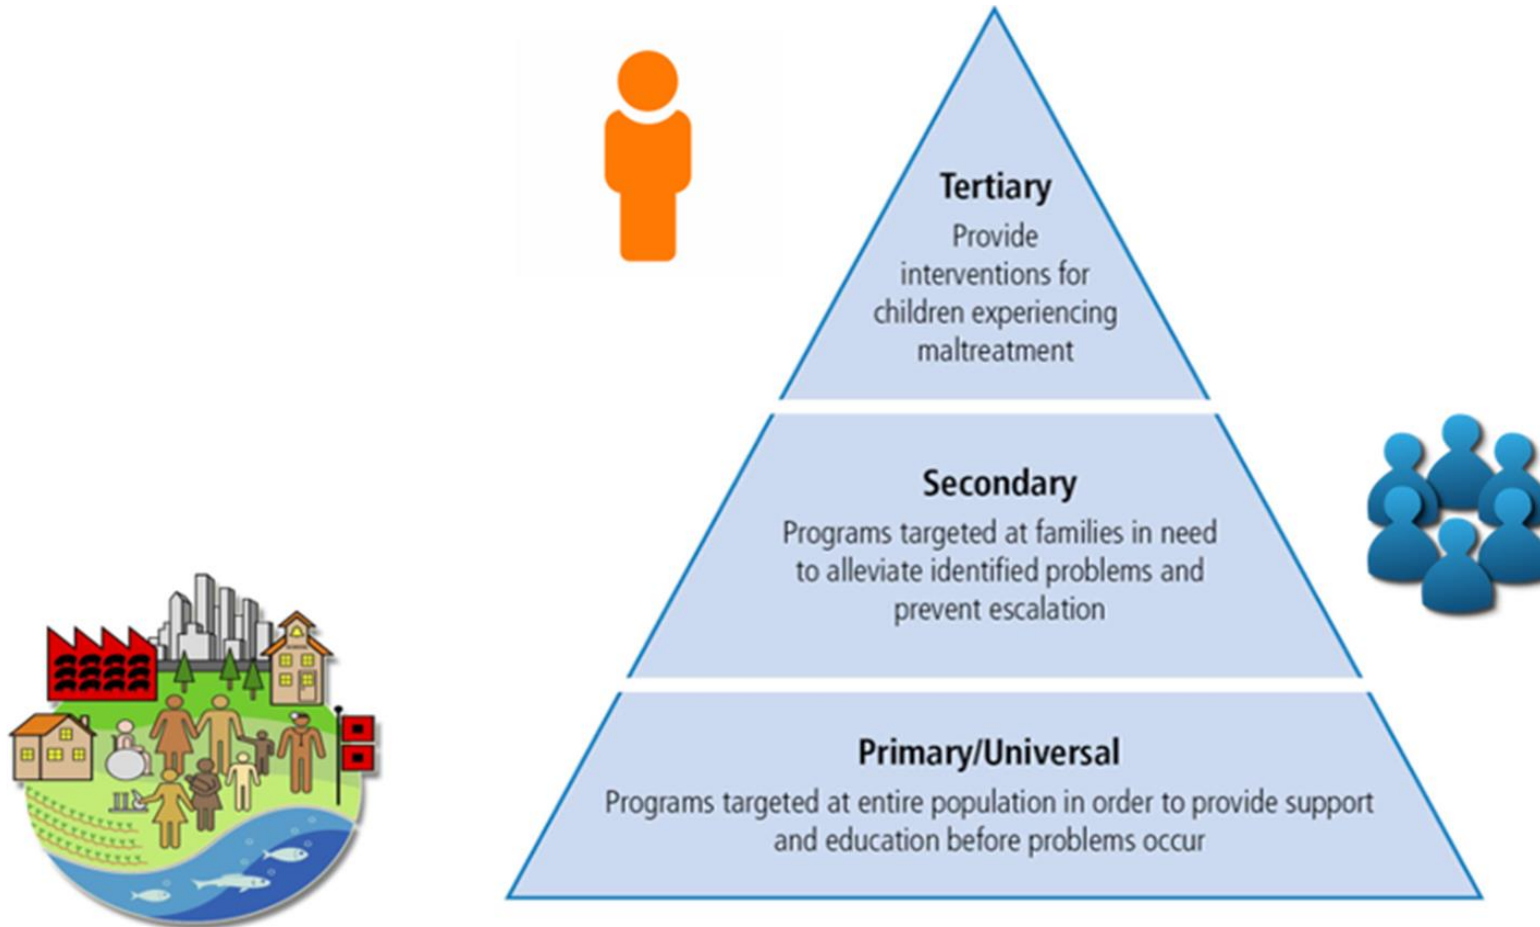 Tertiary
Provide
interventions for
children experiencing
maltreatment
Secondary
Programs targeted at families in need
to alleviate identified problems and
prevent escalation
Primary/Universal
Programs targeted at entire population in order to provide support
and education before problems occur